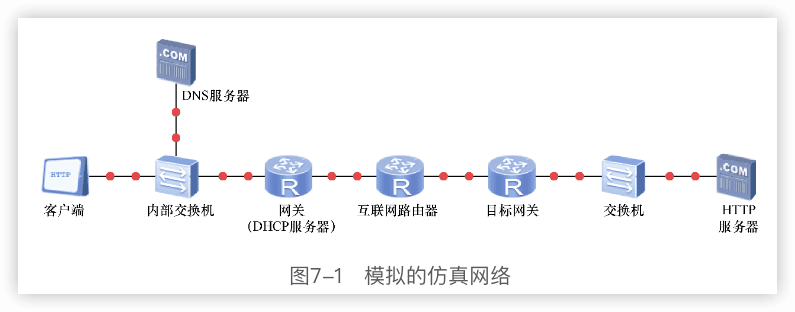 .COM
DNS服务器
HTTP
R
R
R
.COM
客户端
内部交换机
网关
(DHCP服务器)
互联网路由器
目标网关
交换机
HTTP
服务器
图7-1 模拟的仿真网络